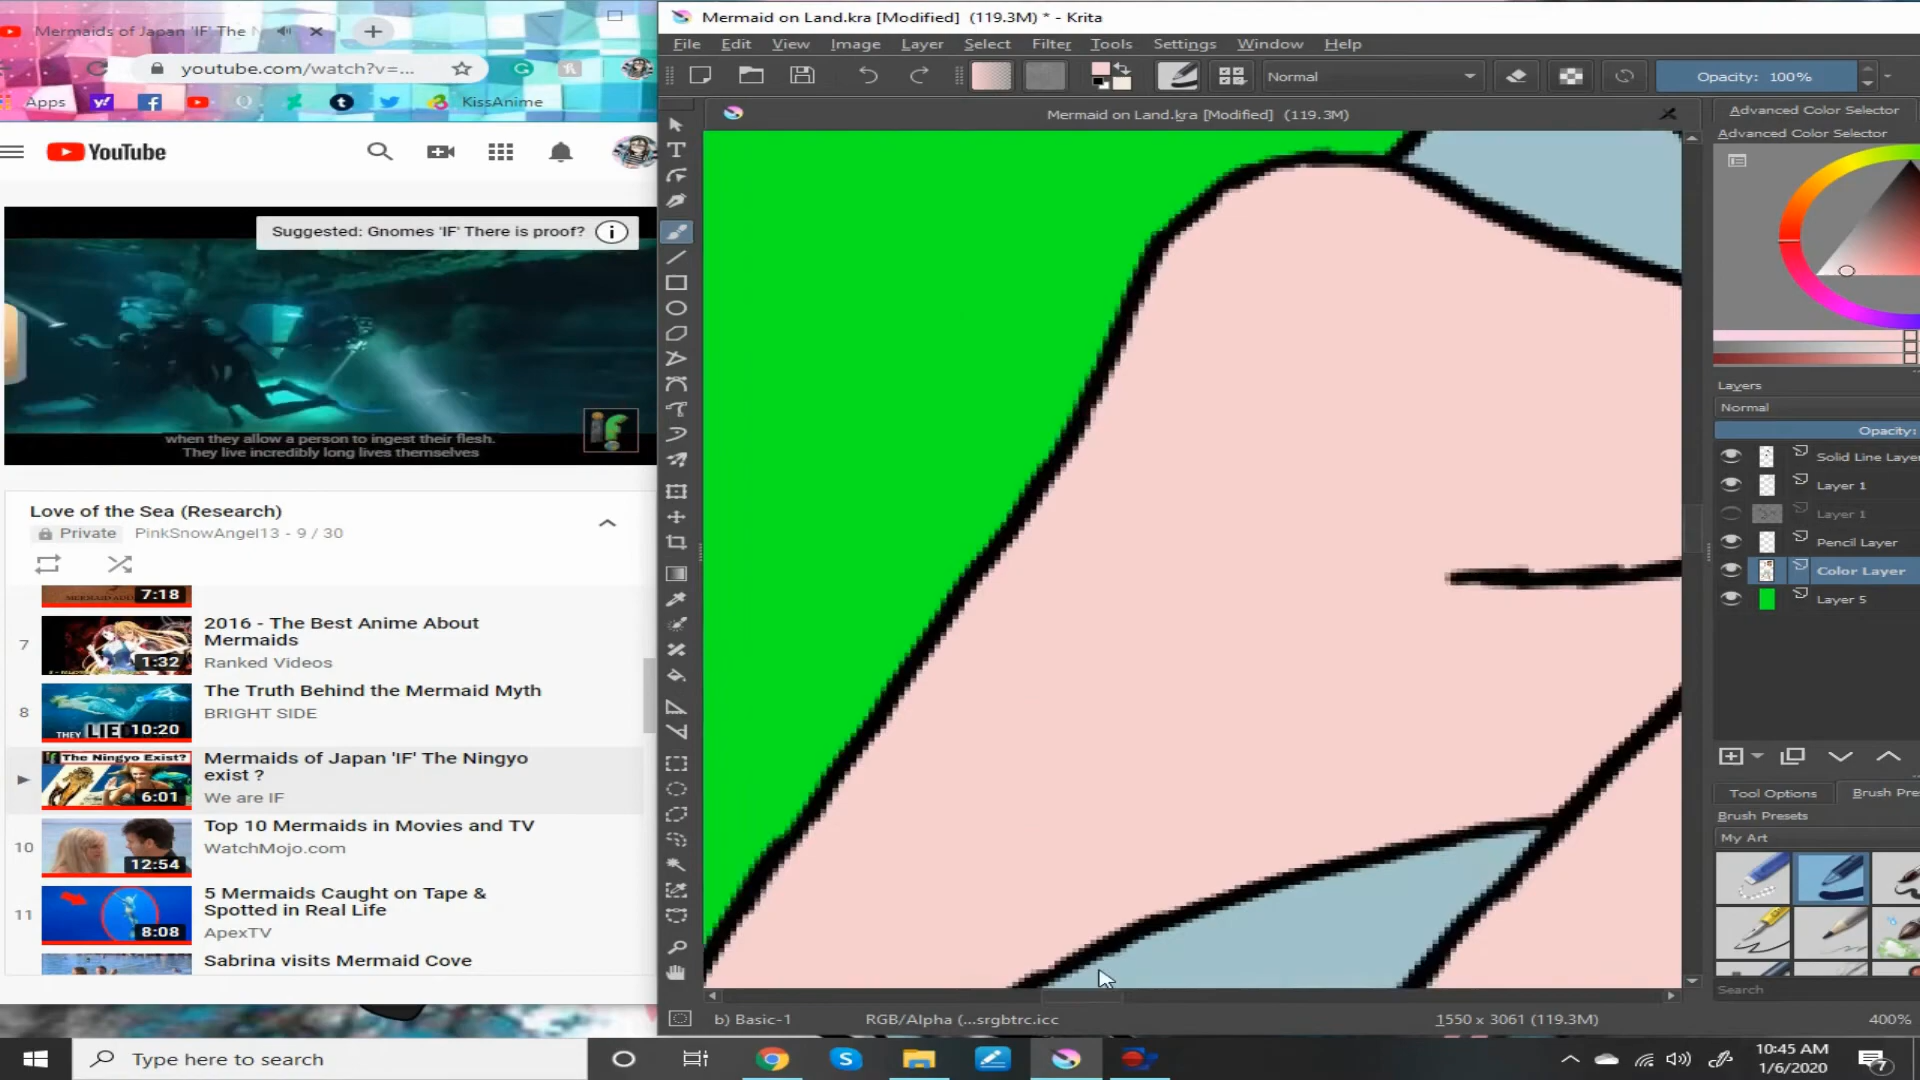 Mermaids of Japan 'IF' The
youtube.com/watch?v=...
Apps
KissAnime
YouTube
Suggested: Gnomes 'IF' There is proof?
when they allow a person to ingest their flesh.
They live incredibly long lives themselves
if
Love of the Sea (Research)
Private PinkSnowAngel13 - 9 / 30
7:18
7
2016 - The Best Anime About
Mermaids
1:32
Ranked Videos
8
The Truth Behind the Mermaid Myth
BRIGHT SIDE
THEY LIED
10:20
The Ningyo Exist?
Mermaids of Japan 'IF' The Ningyo
exist ?
6:01
We are IF
10
Top 10 Mermaids in Movies and TV
WatchMojo.com
12:54
11
5 Mermaids Caught on Tape &
Spotted in Real Life
8:08
ApexTV
Sabrina visits Mermaid Cove
Mermaid on Land.kra [Modified] (119.3M) * - Krita
File Edit View Image Layer Select Filter Tools Settings Window Help
Normal
Opacity: 100%
Mermaid on Land.kra [Modified] (119.3M)
Advanced Color Selector
Advanced Color Selector
Layers
Normal
Opacity:
Solid Line Laye
Layer 1
Layer 1
Pencil Layer
Color Layer
Layer 5
Tool Options
Brush Pre
Brush Presets
My Art
Search
b) Basic-1
RGB/Alpha (...srgbtrc.icc
1550 x 3061 (119.3M)
400%
Type here to search
10:45 AM
1/6/2020
7